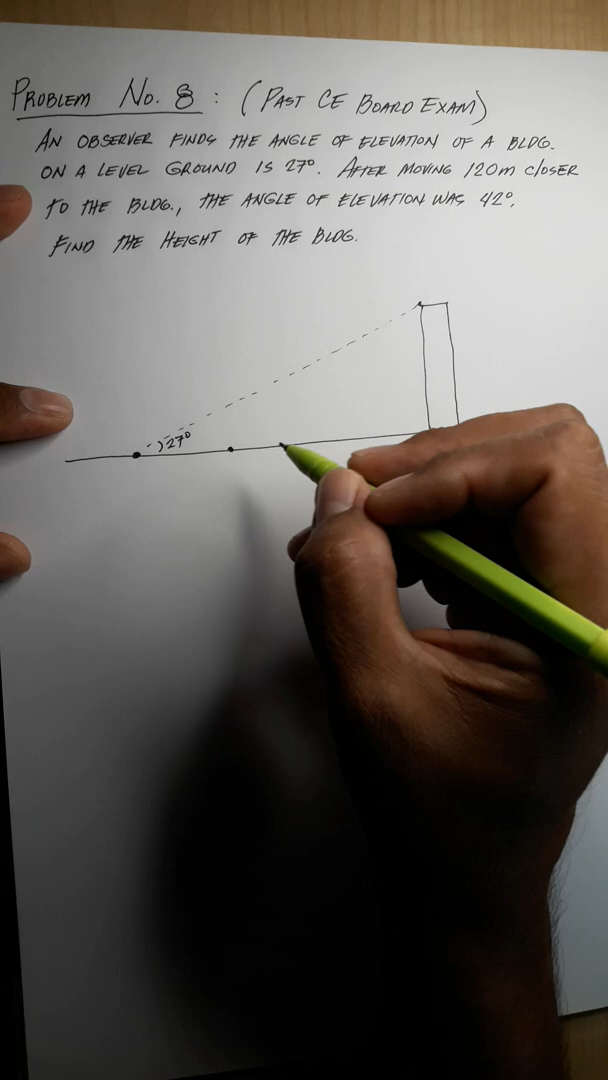 PROBLEM NO. 8 : (PAST CE BOARD EXAM)
AN OBSERVER FINDS THE ANGLE OF ELEVATION OF A BLDG.
ON A LEVEL GROUND IS 27°. AFTER MOVING 120m CLOSER
TO THE BLDG., THE ANGLE OF ELEVATION WAS 42°.
FIND THE HEIGHT OF THE BLDG.
27°